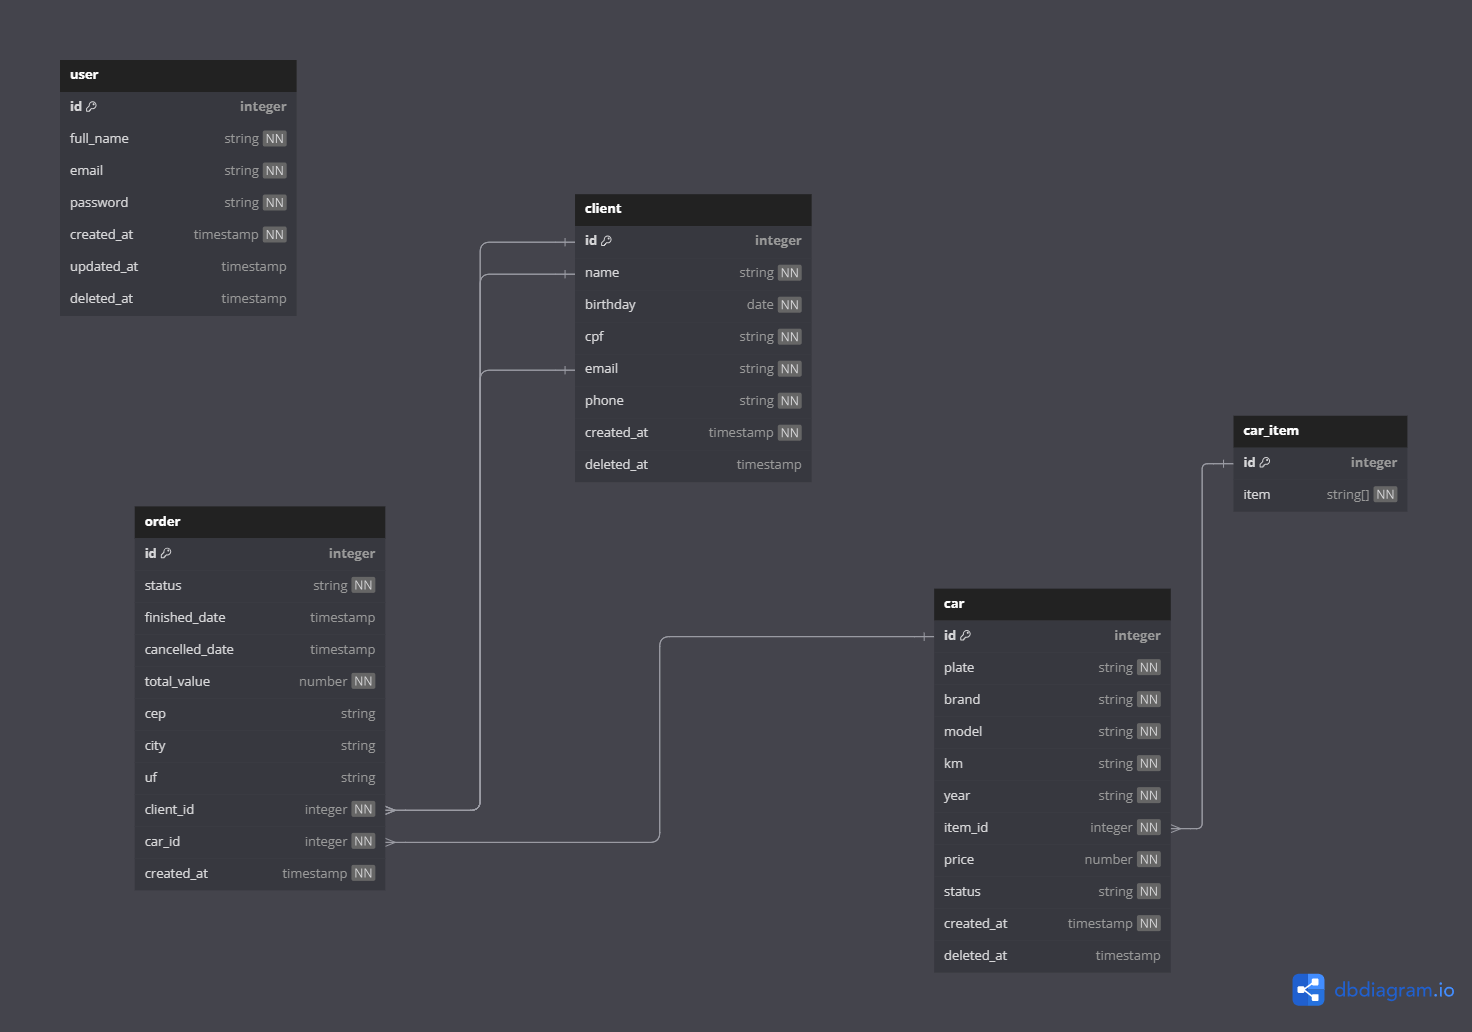 user
id integer
full_name string NN
email string NN
password string NN
created_at timestamp NN
updated_at timestamp
deleted_at timestamp
client
id integer
name string NN
birthday date NN
cpf string NN
email string NN
phone string NN
created_at timestamp NN
deleted_at timestamp
car_item
id integer
item string[] NN
order
id integer
status string NN
finished_date timestamp
cancelled_date timestamp
total_value number NN
cep string
city string
uf string
client_id integer NN
car_id integer NN
created_at timestamp NN
car
id integer
plate string NN
brand string NN
model string NN
km string NN
year string NN
item_id integer NN
price number NN
status string NN
created_at timestamp NN
deleted_at timestamp
dbdiagram.io